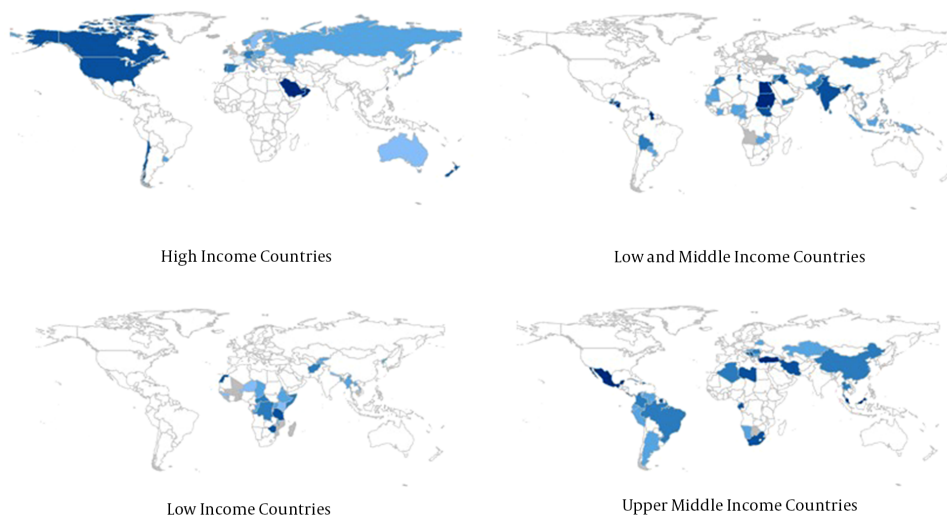 High Income Countries
Low and Middle Income Countries
Low Income Countries
Upper Middle Income Countries